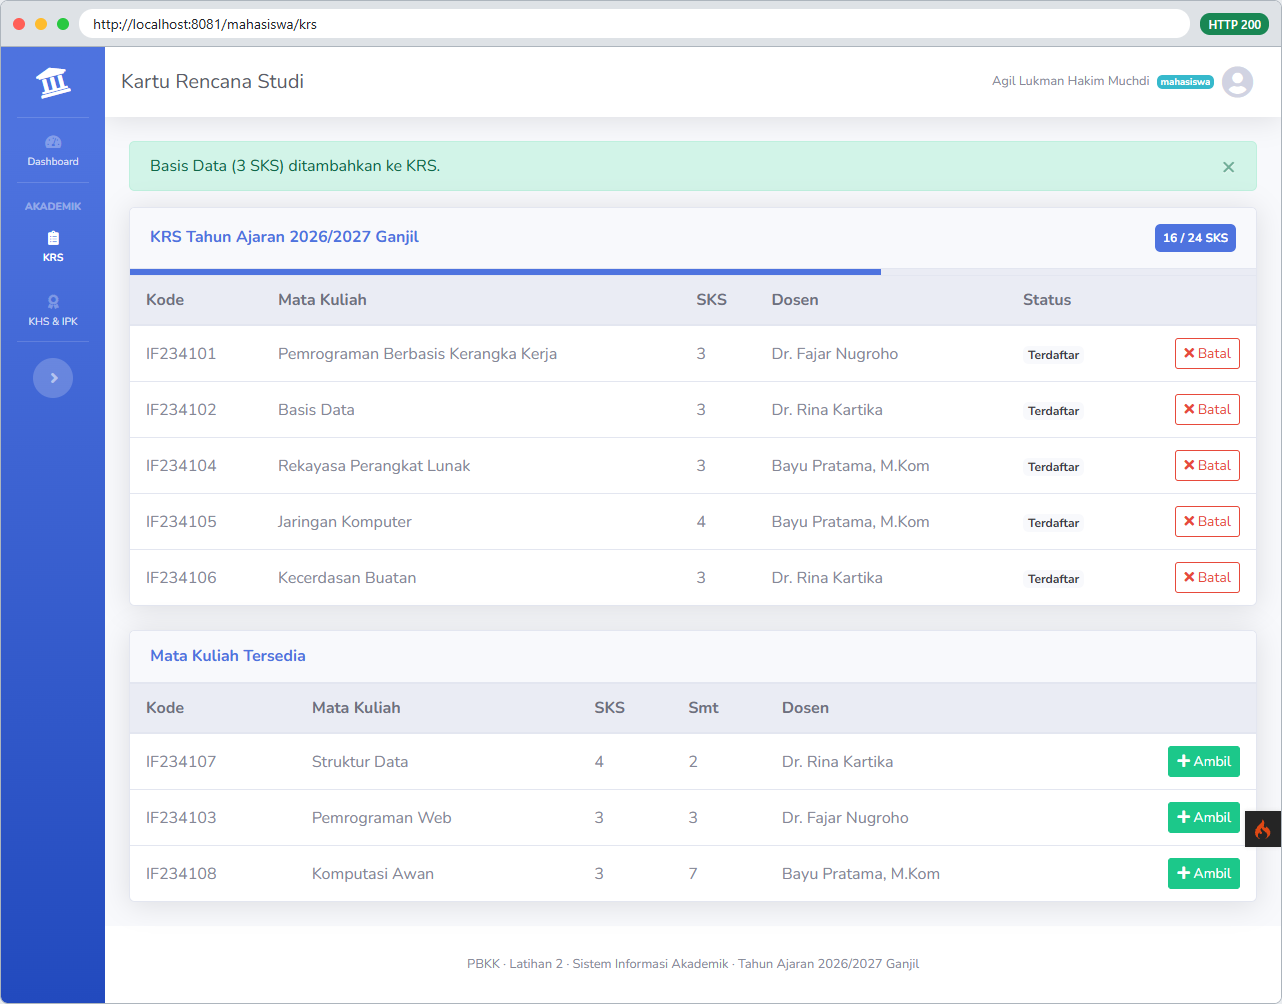 http://localhost:8081/mahasiswa/krs
HTTP 200
Kartu Rencana Studi
Agil Lukman Hakim Muchdi mahasiswa
Dashboard
AKADEMIK
KRS
KHS & IPK
Basis Data (3 SKS) ditambahkan ke KRS.
KRS Tahun Ajaran 2026/2027 Ganjil
16 / 24 SKS
Kode Mata Kuliah SKS Dosen Status
IF234101 Pemrograman Berbasis Kerangka Kerja 3 Dr. Fajar Nugroho Terdaftar Batal
IF234102 Basis Data 3 Dr. Rina Kartika Terdaftar Batal
IF234104 Rekayasa Perangkat Lunak 3 Bayu Pratama, M.Kom Terdaftar Batal
IF234105 Jaringan Komputer 4 Bayu Pratama, M.Kom Terdaftar Batal
IF234106 Kecerdasan Buatan 3 Dr. Rina Kartika Terdaftar Batal
Mata Kuliah Tersedia
Kode Mata Kuliah SKS Smt Dosen
IF234107 Struktur Data 4 2 Dr. Rina Kartika Ambil
IF234103 Pemrograman Web 3 3 Dr. Fajar Nugroho Ambil
IF234108 Komputasi Awan 3 7 Bayu Pratama, M.Kom Ambil
PBKK · Latihan 2 · Sistem Informasi Akademik · Tahun Ajaran 2026/2027 Ganjil